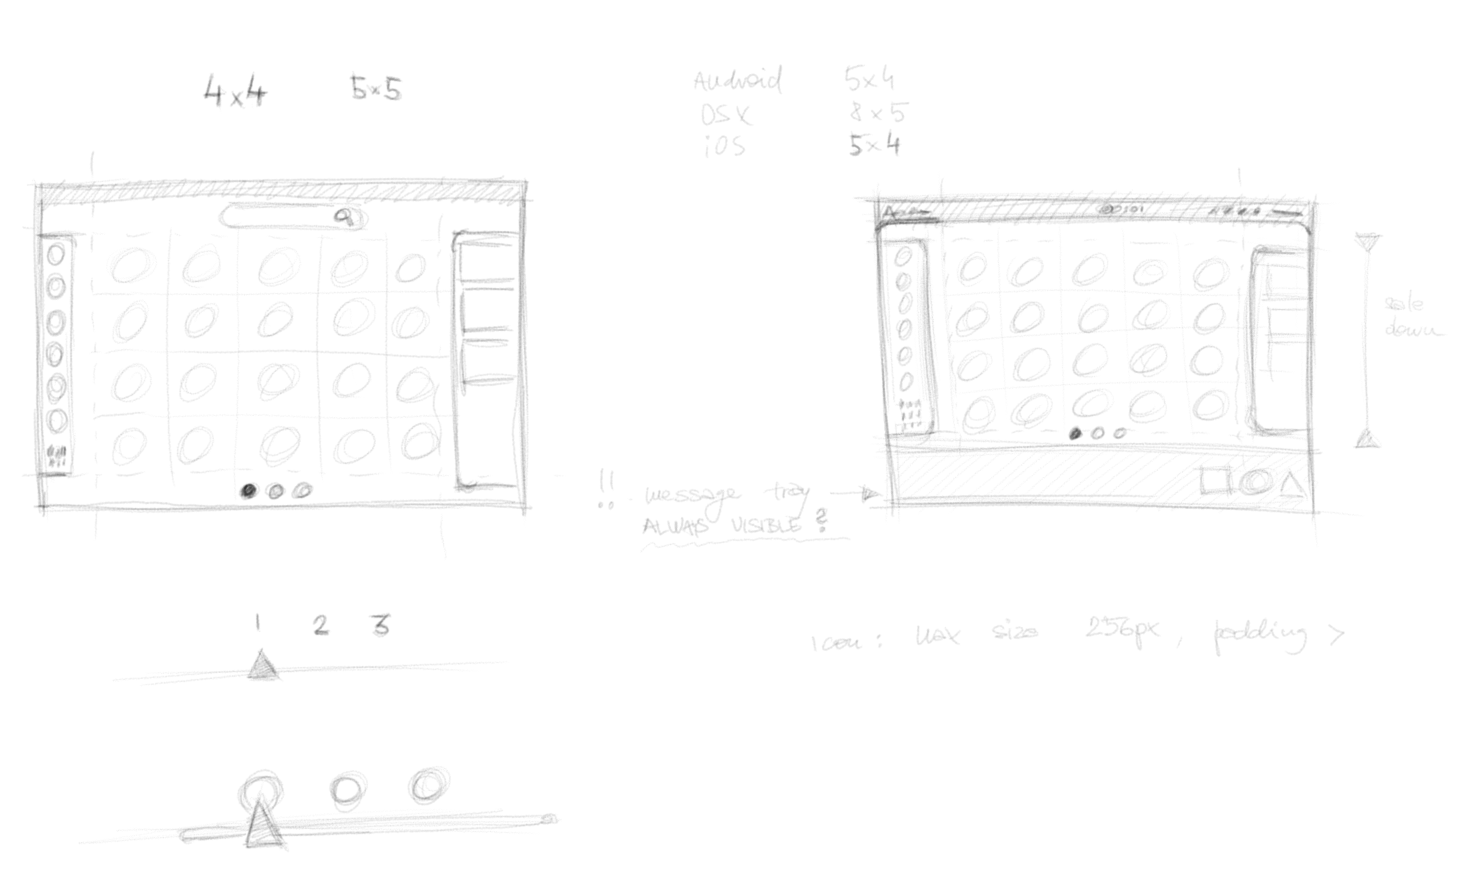 4x4 5x5
Android 5x4
OSX 8x5
iOS 5x4
scale
down
!! message tray
ALWAYS VISIBLE?
1 2 3
icon: max size 256px, padding >